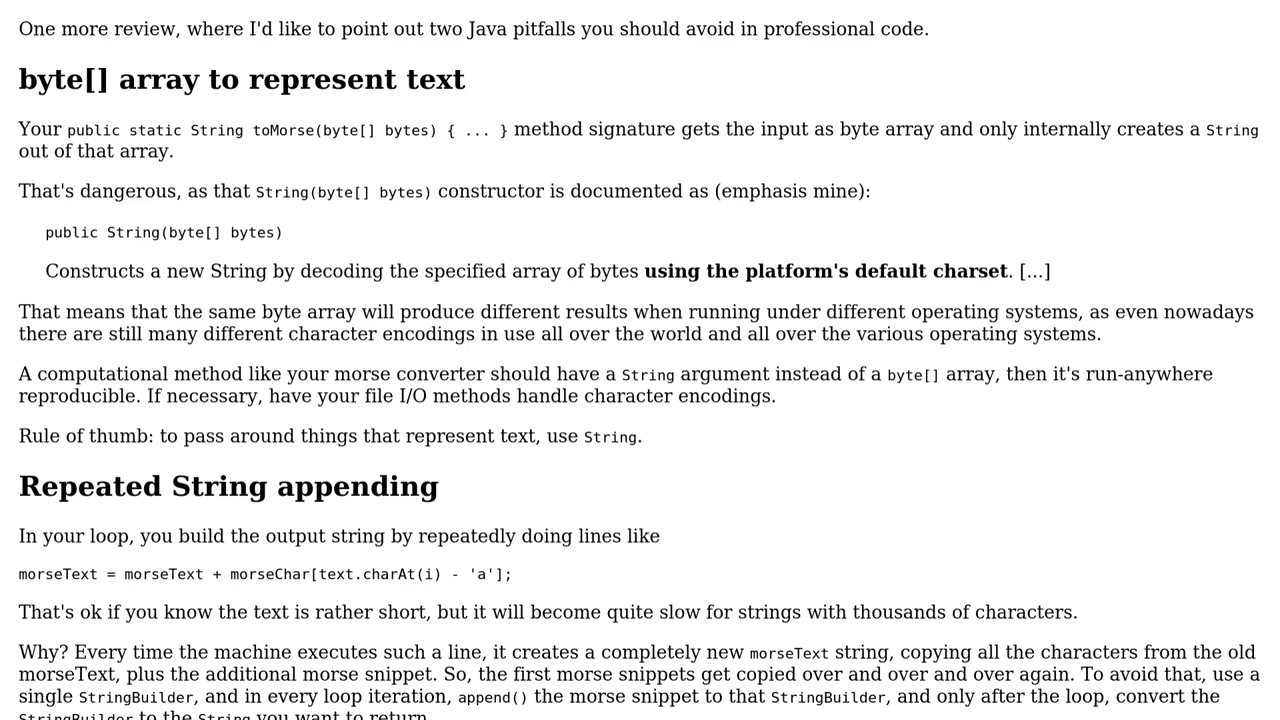 One more review, where I'd like to point out two Java pitfalls you should avoid in professional code.
byte[] array to represent text
Your public static String toMorse(byte[] bytes) { ... } method signature gets the input as byte array and only internally creates a String
out of that array.
That's dangerous, as that String(byte[] bytes) constructor is documented as (emphasis mine):
public String(byte[] bytes)
Constructs a new String by decoding the specified array of bytes using the platform's default charset. [...]
That means that the same byte array will produce different results when running under different operating systems, as even nowadays
there are still many different character encodings in use all over the world and all over the various operating systems.
A computational method like your morse converter should have a String argument instead of a byte[] array, then it's run-anywhere
reproducible. If necessary, have your file I/O methods handle character encodings.
Rule of thumb: to pass around things that represent text, use String.
Repeated String appending
In your loop, you build the output string by repeatedly doing lines like
morseText = morseText + morseChar[text.charAt(i) - 'a'];
That's ok if you know the text is rather short, but it will become quite slow for strings with thousands of characters.
Why? Every time the machine executes such a line, it creates a completely new morseText string, copying all the characters from the old
morseText, plus the additional morse snippet. So, the first morse snippets get copied over and over and over again. To avoid that, use a
single StringBuilder, and in every loop iteration, append() the morse snippet to that StringBuilder, and only after the loop, convert the
StringBuilder to the String you want to return.